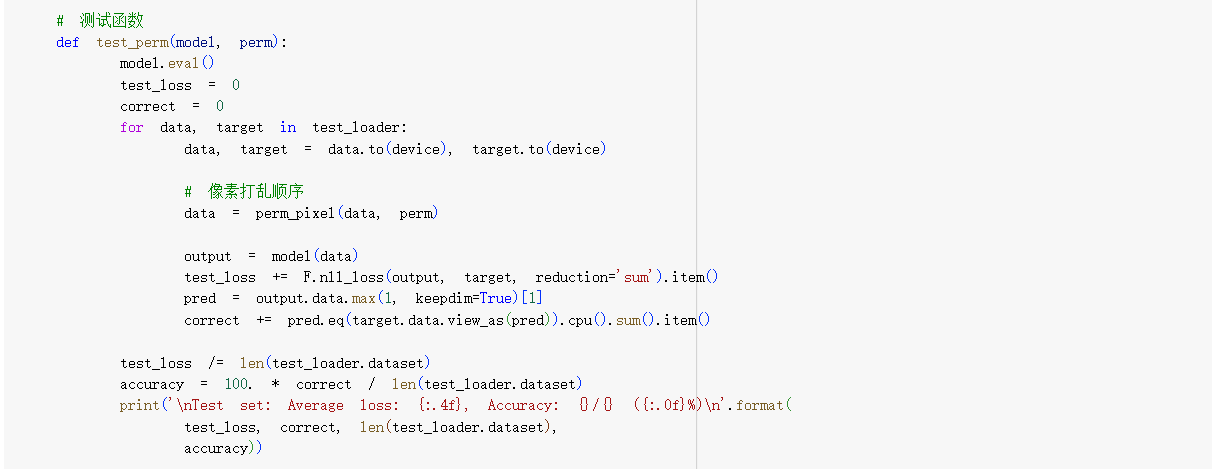 # 测试函数
def test_perm(model, perm):
model.eval()
test_loss = 0
correct = 0
for data, target in test_loader:
data, target = data.to(device), target.to(device)
# 像素打乱顺序
data = perm_pixel(data, perm)
output = model(data)
test_loss += F.nll_loss(output, target, reduction='sum').item()
pred = output.data.max(1, keepdim=True)[1]
correct += pred.eq(target.data.view_as(pred)).cpu().sum().item()
test_loss /= len(test_loader.dataset)
accuracy = 100. * correct / len(test_loader.dataset)
print('\nTest set: Average loss: {:.4f}, Accuracy: {}/{} ({:.0f}%)\n'.format(
test_loss, correct, len(test_loader.dataset),
accuracy))